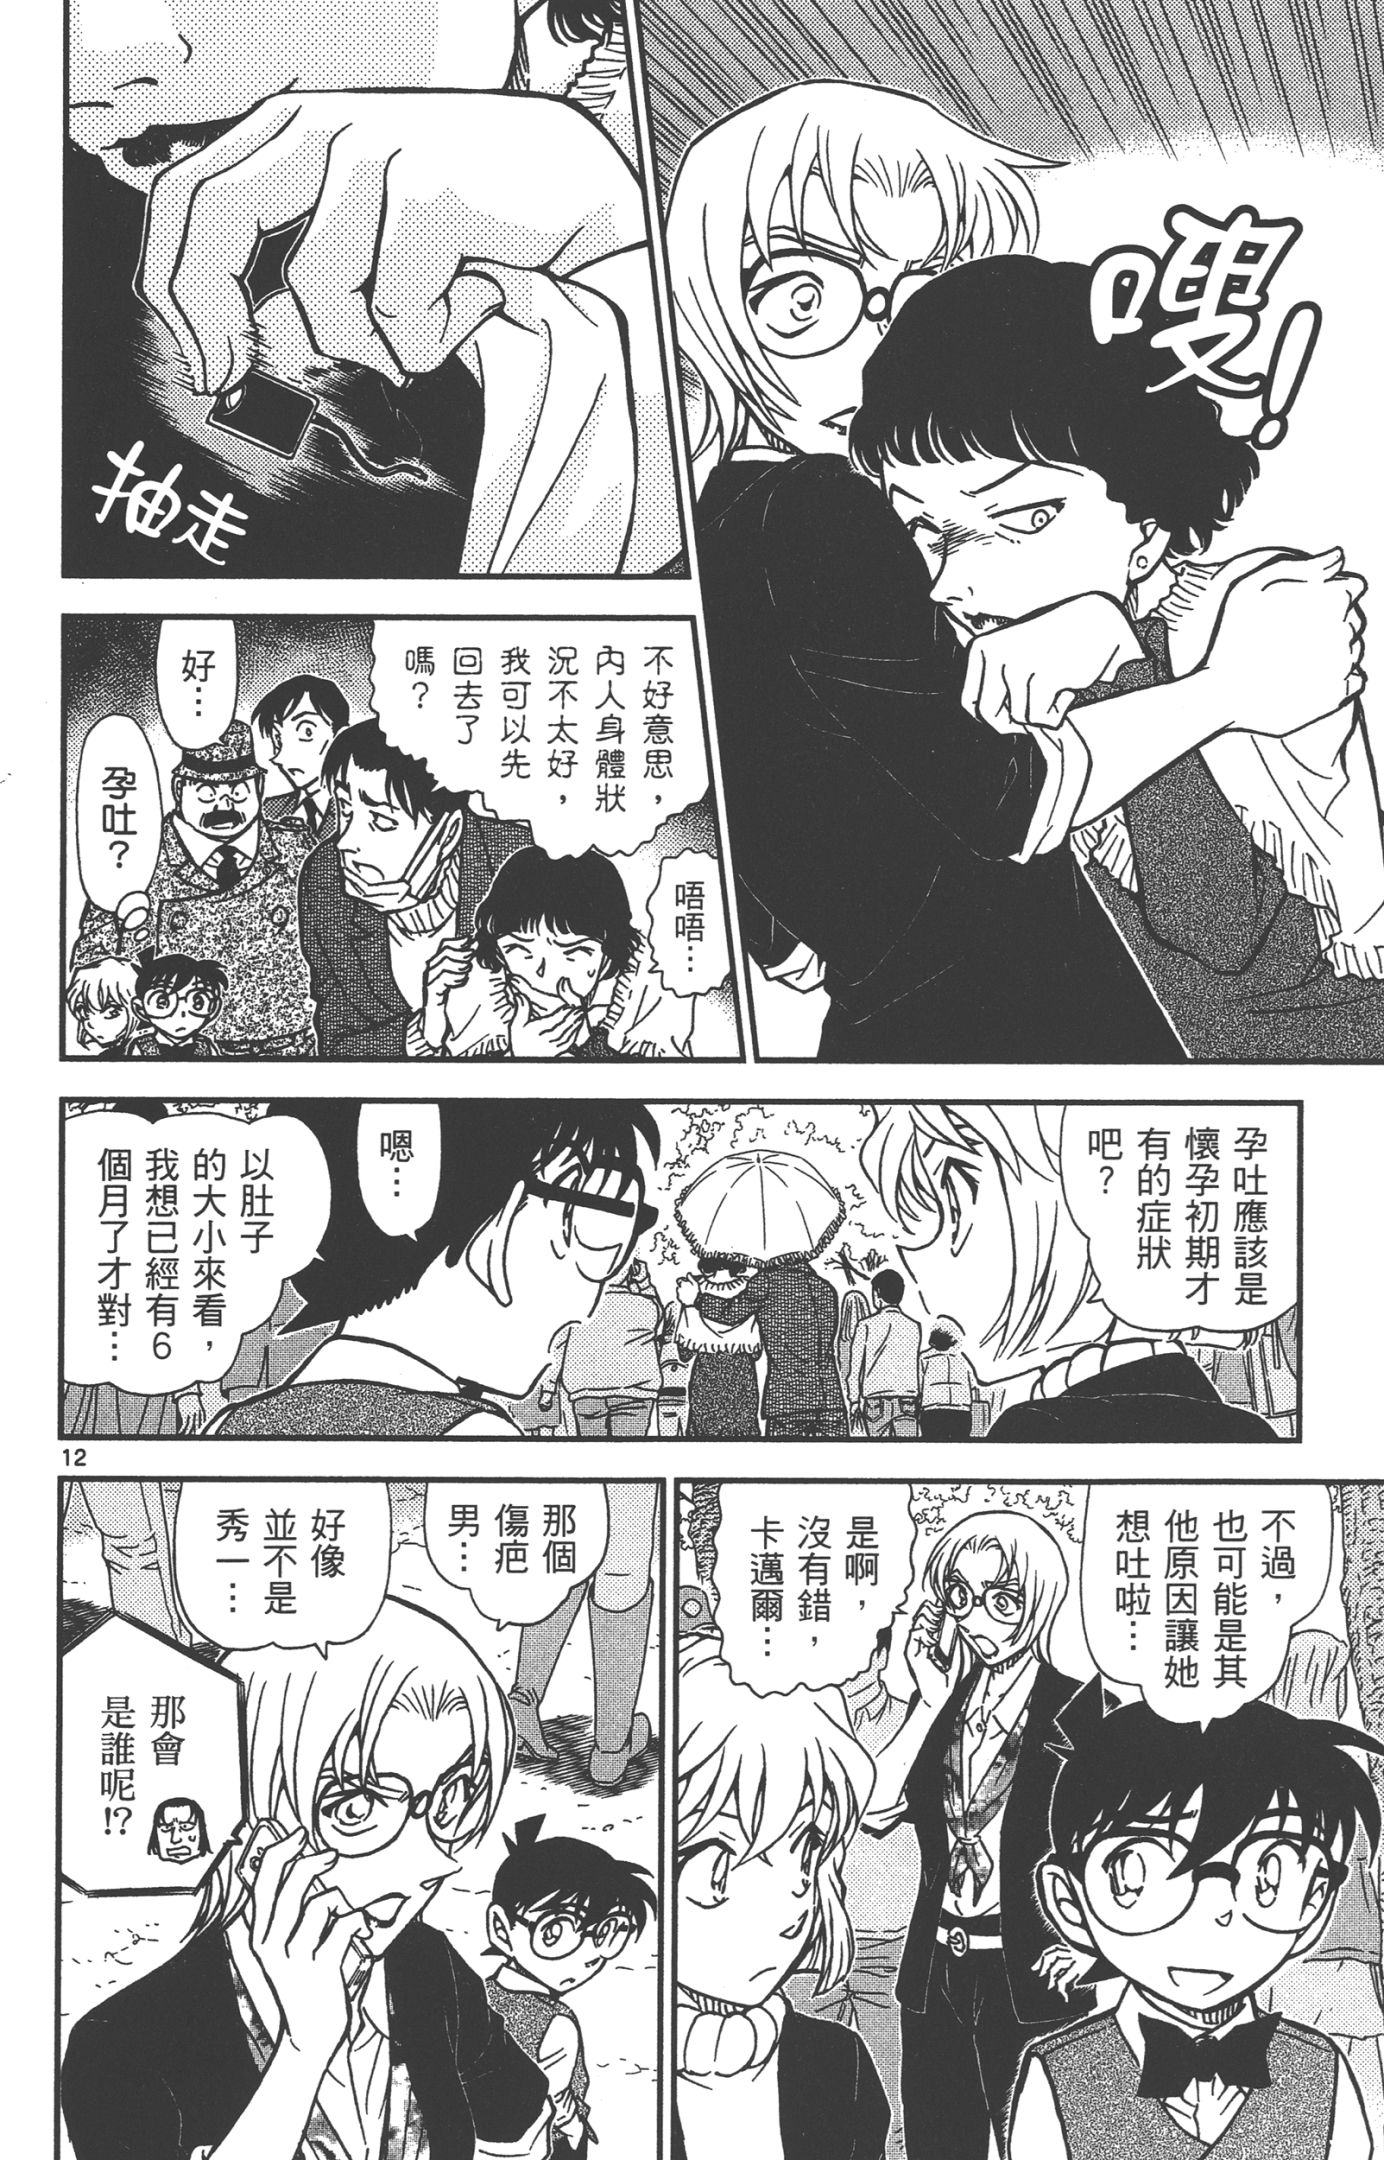 嗖!
抽走
不好意思，
內人身體狀
況不太好，
我可以先
回去了
嗎？
唔唔…
好…
孕吐？
孕吐應該是
懷孕初期才
有的症狀
吧？
嗯…
以肚子
的大小來看，
我想已經有6
個月了才對…
12
不過，
也可能是其
他原因讓她
想吐啦…
是啊，
沒有錯，
卡邁爾…
那個
傷疤
男…
好像
並不是
秀一…
那會
是誰呢!?